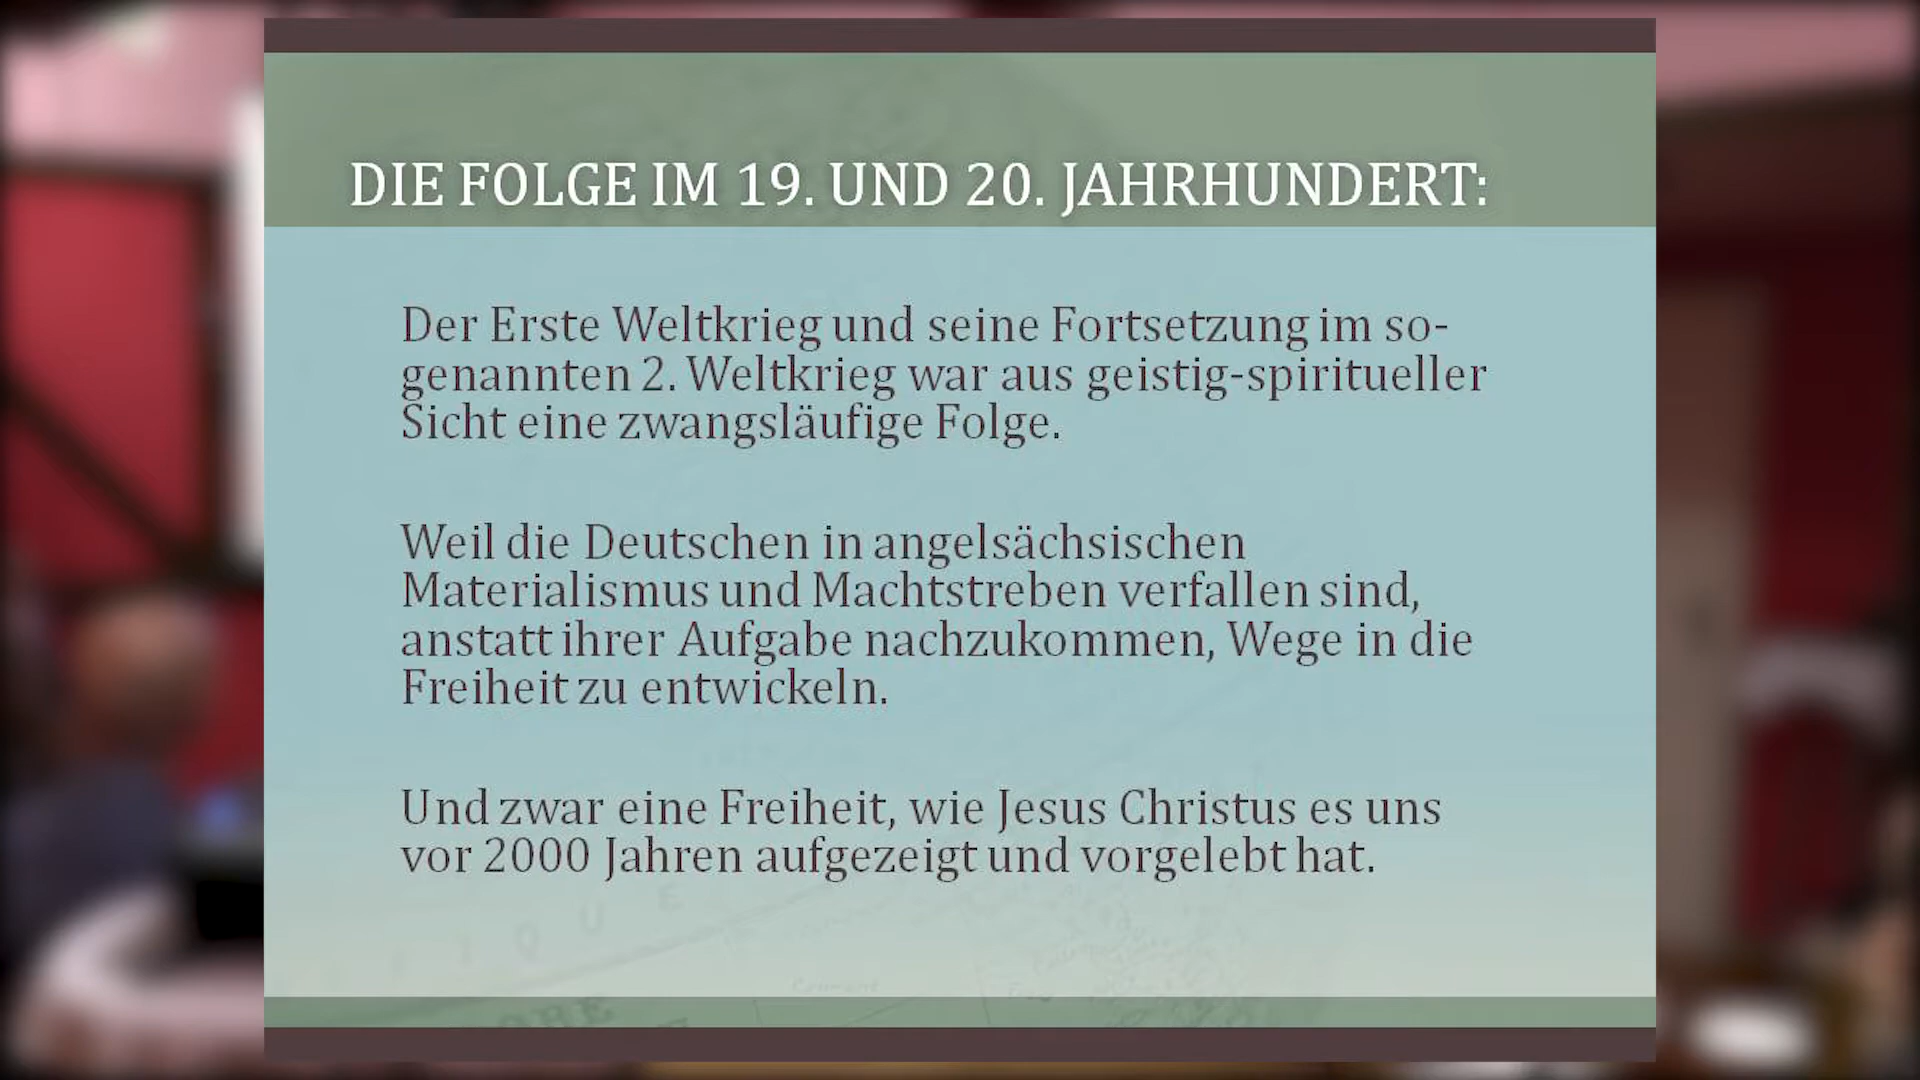 DIE FOLGE IM 19. UND 20. JAHRHUNDERT:
Der Erste Weltkrieg und seine Fortsetzung im so-
genannten 2. Weltkrieg war aus geistig-spiritueller
Sicht eine zwangsläufige Folge.
Weil die Deutschen in angelsächsischen
Materialismus und Machtstreben verfallen sind,
anstatt ihrer Aufgabe nachzukommen, Wege in die
Freiheit zu entwickeln.
Und zwar eine Freiheit, wie Jesus Christus es uns
vor 2000 Jahren aufgezeigt und vorgelebt hat.